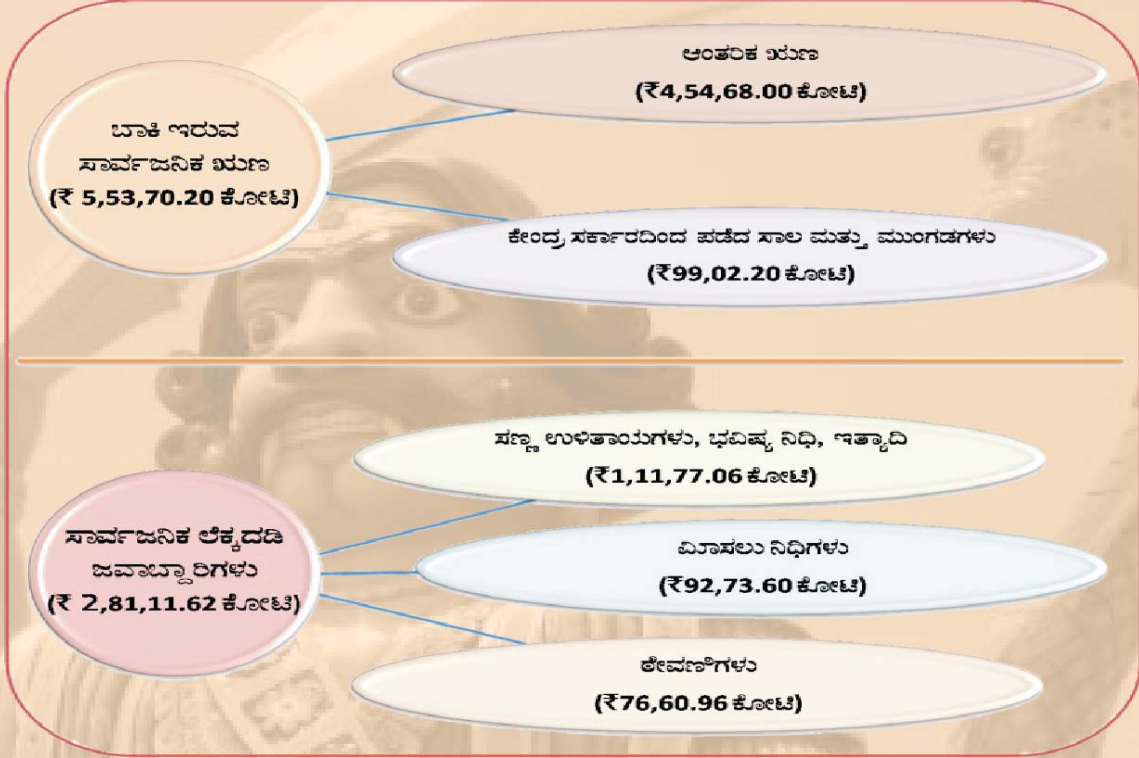 ಆಂತರಿಕ ಋಣ
(₹4,54,68.00 ಕೋಟಿ)
ಬಾಕಿ ಇರುವ
ಸಾರ್ವಜನಿಕ ಋಣ
(₹ 5,53,70.20 ಕೋಟಿ)
ಕೇಂದ್ರ ಸರ್ಕಾರದಿಂದ ಪಡೆದ ಸಾಲ ಮತ್ತು ಮುಂಗಡಗಳು
(₹99,02.20 ಕೋಟಿ)
ಸಣ್ಣ ಉಳಿತಾಯಗಳು, ಭವಿಷ್ಯ ನಿಧಿ, ಇತ್ಯಾದಿ
(₹1,11,77.06 ಕೋಟಿ)
ಸಾರ್ವಜನಿಕ ಲೆಕ್ಕದಡಿ
ಜವಾಬ್ದಾರಿಗಳು
(₹ 2,81,11.62 ಕೋಟಿ)
ಮೀಸಲು ನಿಧಿಗಳು
(₹92,73.60 ಕೋಟಿ)
ಠೇವಣಿಗಳು
(₹76,60.96 ಕೋಟಿ)